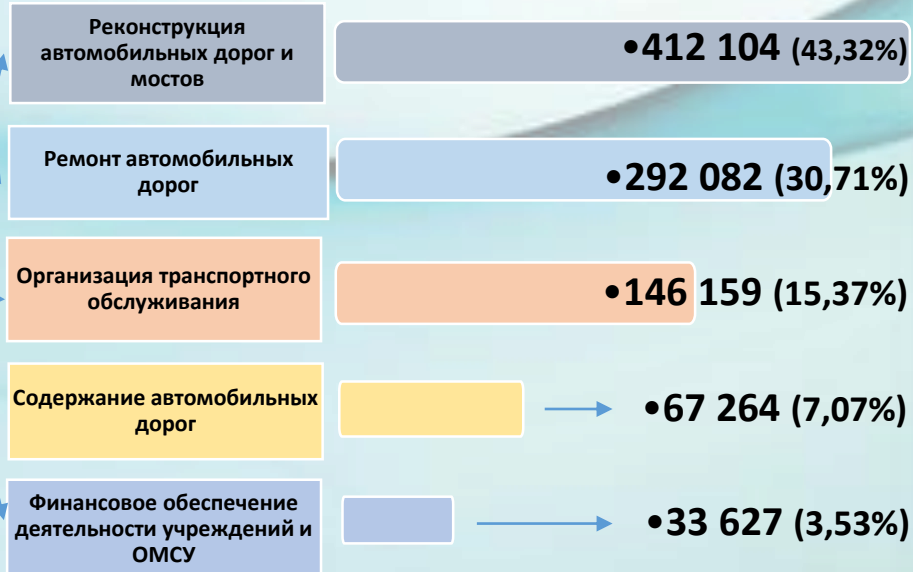 Реконструкция
автомобильных дорог и
мостов
•412 104 (43,32%)
Ремонт автомобильных
дорог
•292 082 (30,71%)
Организация транспортного
обслуживания
•146 159 (15,37%)
Содержание автомобильных
дорог
•67 264 (7,07%)
Финансовое обеспечение
деятельности учреждений и
ОМСУ
•33 627 (3,53%)